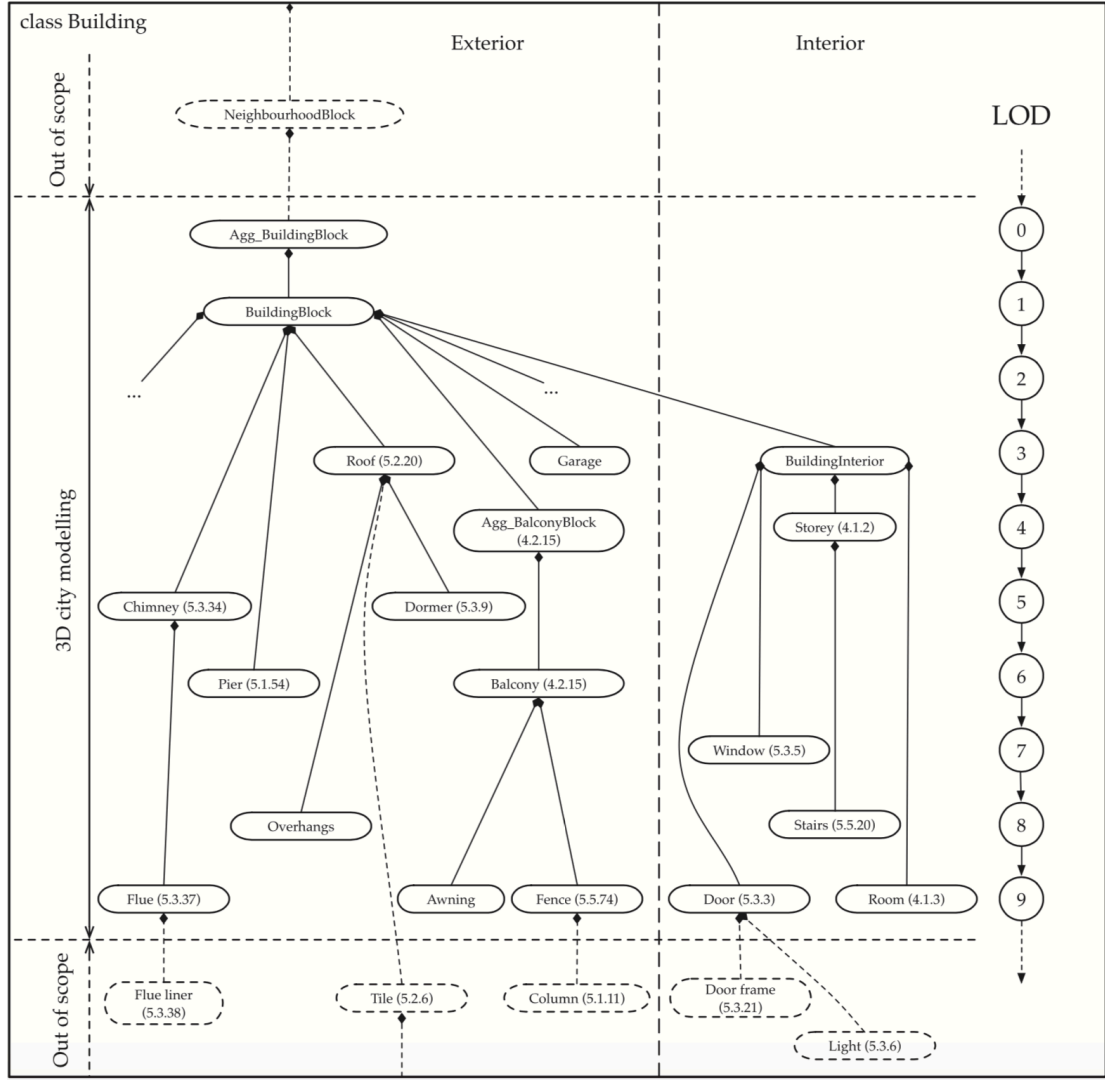 class Building
Exterior
Interior
Out of scope
NeighbourhoodBlock
LOD
Agg_BuildingBlock
0
BuildingBlock
1
2
...
...
3D city modelling
Roof (5.2.20)
Garage
BuildingInterior
3
Agg_BalconyBlock
(4.2.15)
Storey (4.1.2)
4
Chimney (5.3.34)
Dormer (5.3.9)
5
Pier (5.1.54)
Balcony (4.2.15)
6
Window (5.3.5)
7
Overhangs
Stairs (5.5.20)
8
Flue (5.3.37)
Awning
Fence (5.5.74)
Door (5.3.3)
Room (4.1.3)
9
Out of scope
Flue liner
(5.3.38)
Tile (5.2.6)
Column (5.1.11)
Door frame
(5.3.21)
Light (5.3.6)